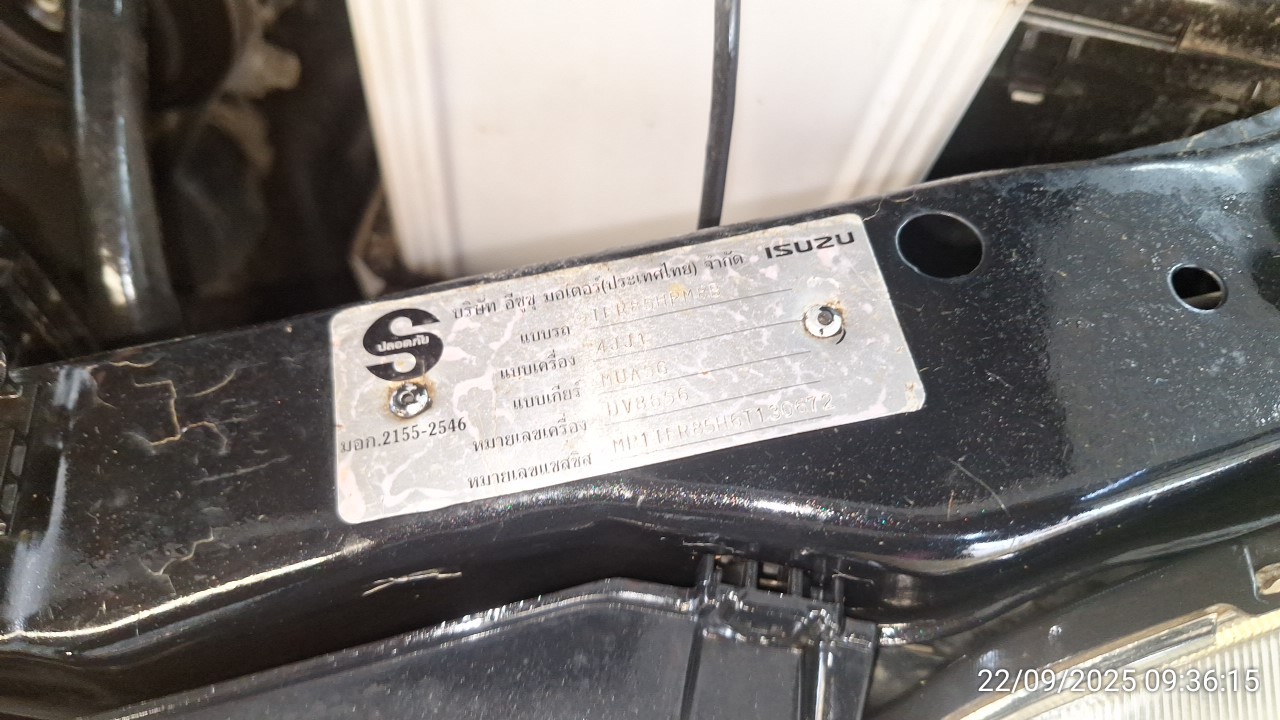 บริษัท อีซูซุ มอเตอร์(ประเทศไทย) จำกัด ISUZU
S
ปลอดภัย
มอก.2155-2546
แบบรถ
แบบเครื่อง 4JJ1
แบบเกียร์
หมายเลขเครื่อง
หมายเลขแชสซิส
22/09/2025 09:36:15